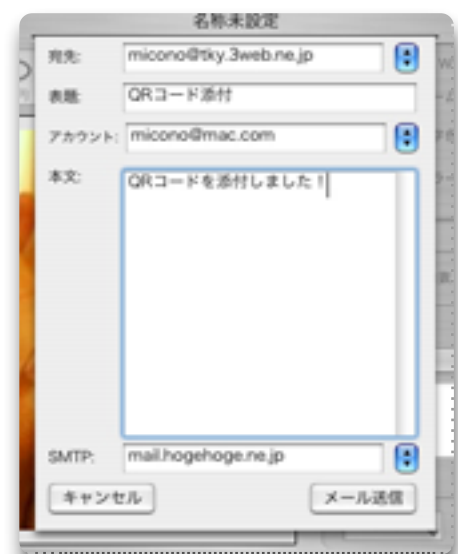 名称未設定
宛先: micono@tky.3web.ne.jp
表題: QRコード添付
アカウント: micono@mac.com
本文: QRコードを添付しました!
SMTP: mail.hogehoge.ne.jp
キャンセル メール送信